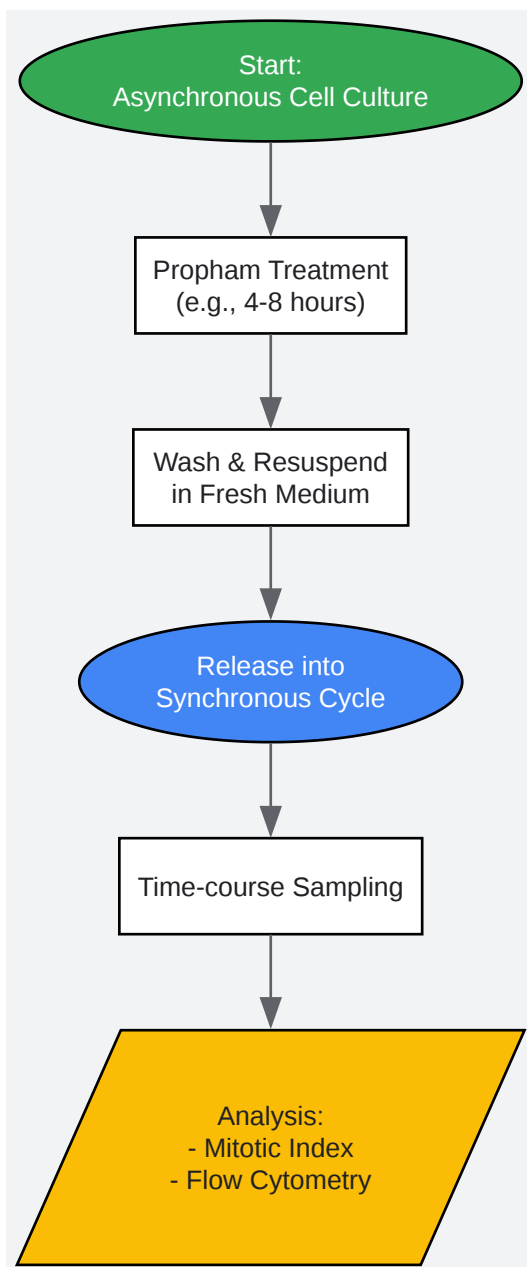 Start:
Asynchronous Cell Culture
Propham Treatment
(e.g., 4-8 hours)
Wash & Resuspend
in Fresh Medium
Release into
Synchronous Cycle
Time-course Sampling
Analysis:
- Mitotic Index
- Flow Cytometry